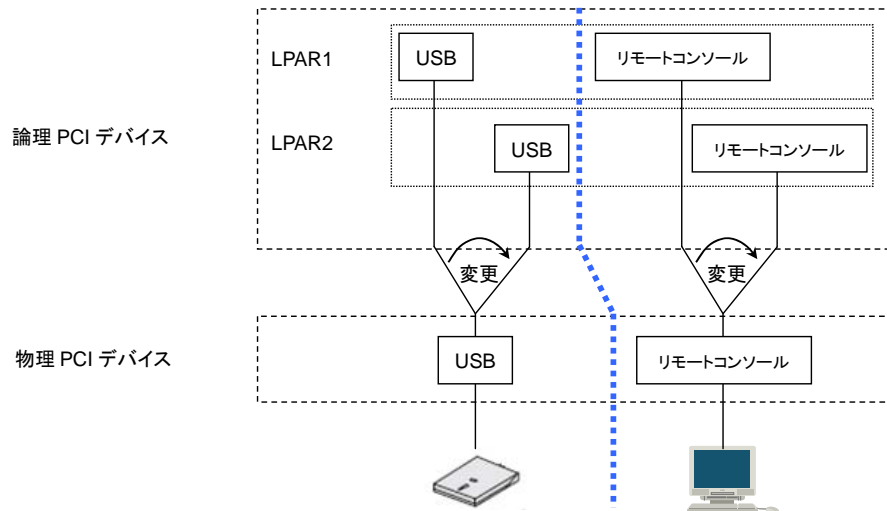 LPAR1
USB
リモートコンソール
論理 PCI デバイス
LPAR2
USB
リモートコンソール
変更
変更
物理 PCI デバイス
USB
リモートコンソール